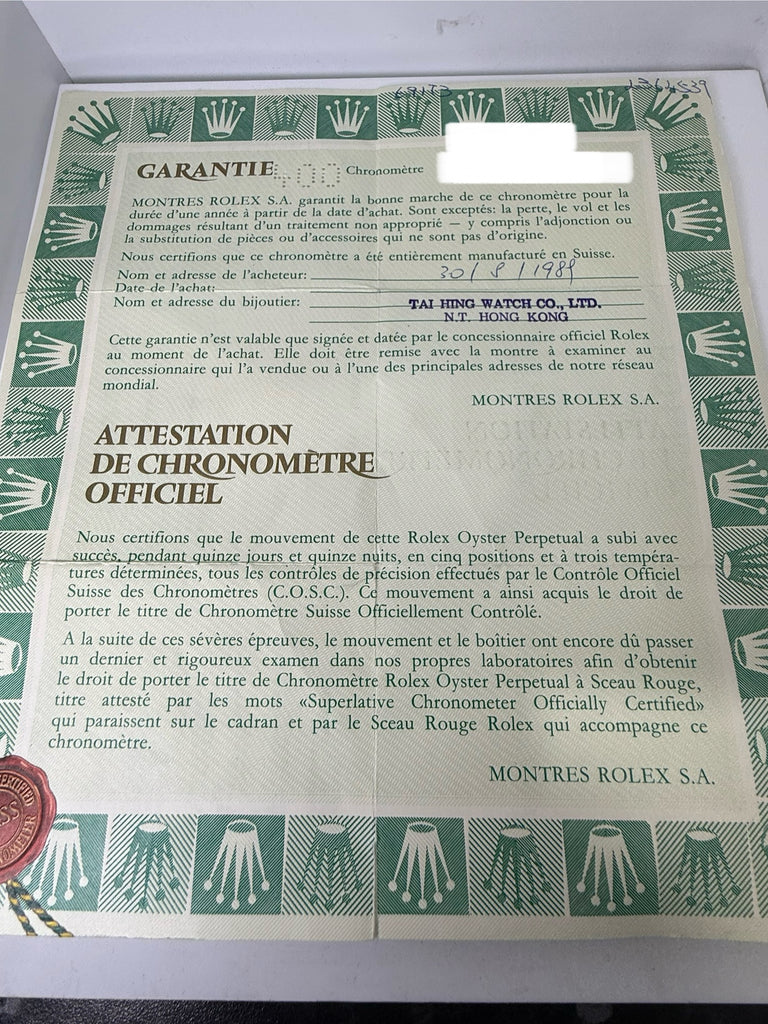 69173
GARANTIE 400 Chronomètre
MONTRES ROLEX S.A. garantit la bonne marche de ce chronomètre pour la
durée d'une année à partir de la date d'achat. Sont exceptés: la perte, le vol et les
dommages résultant d'un traitement non approprié — y compris l'adjonction ou
la substitution de pièces ou d'accessoires qui ne sont pas d'origine.
Nous certifions que ce chronomètre a été entièrement manufacturé en Suisse.
Nom et adresse de l'acheteur: 30/8/1989
Date de l'achat:
Nom et adresse du bijoutier: TAI HING WATCH CO., LTD.
N.T. HONG KONG
Cette garantie n'est valable que signée et datée par le concessionnaire officiel Rolex
au moment de l'achat. Elle doit être remise avec la montre à examiner au
concessionnaire qui l'a vendue ou à l'une des principales adresses de notre réseau
mondial.
MONTRES ROLEX S.A.
ATTESTATION
DE CHRONOMÈTRE
OFFICIEL
Nous certifions que le mouvement de cette Rolex Oyster Perpetual a subi avec
succès, pendant quinze jours et quinze nuits, en cinq positions et à trois tempéra-
tures déterminées, tous les contrôles de précision effectués par le Contrôle Officiel
Suisse des Chronomètres (C.O.S.C.). Ce mouvement a ainsi acquis le droit de
porter le titre de Chronomètre Suisse Officiellement Contrôlé.
A la suite de ces sévères épreuves, le mouvement et le boîtier ont encore dû passer
un dernier et rigoureux examen dans nos propres laboratoires afin d'obtenir
le droit de porter le titre de Chronomètre Rolex Oyster Perpetual à Sceau Rouge,
titre attesté par les mots «Superlative Chronometer Officially Certified»
qui paraissent sur le cadran et par le Sceau Rouge Rolex qui accompagne ce
chronomètre.
MONTRES ROLEX S.A.